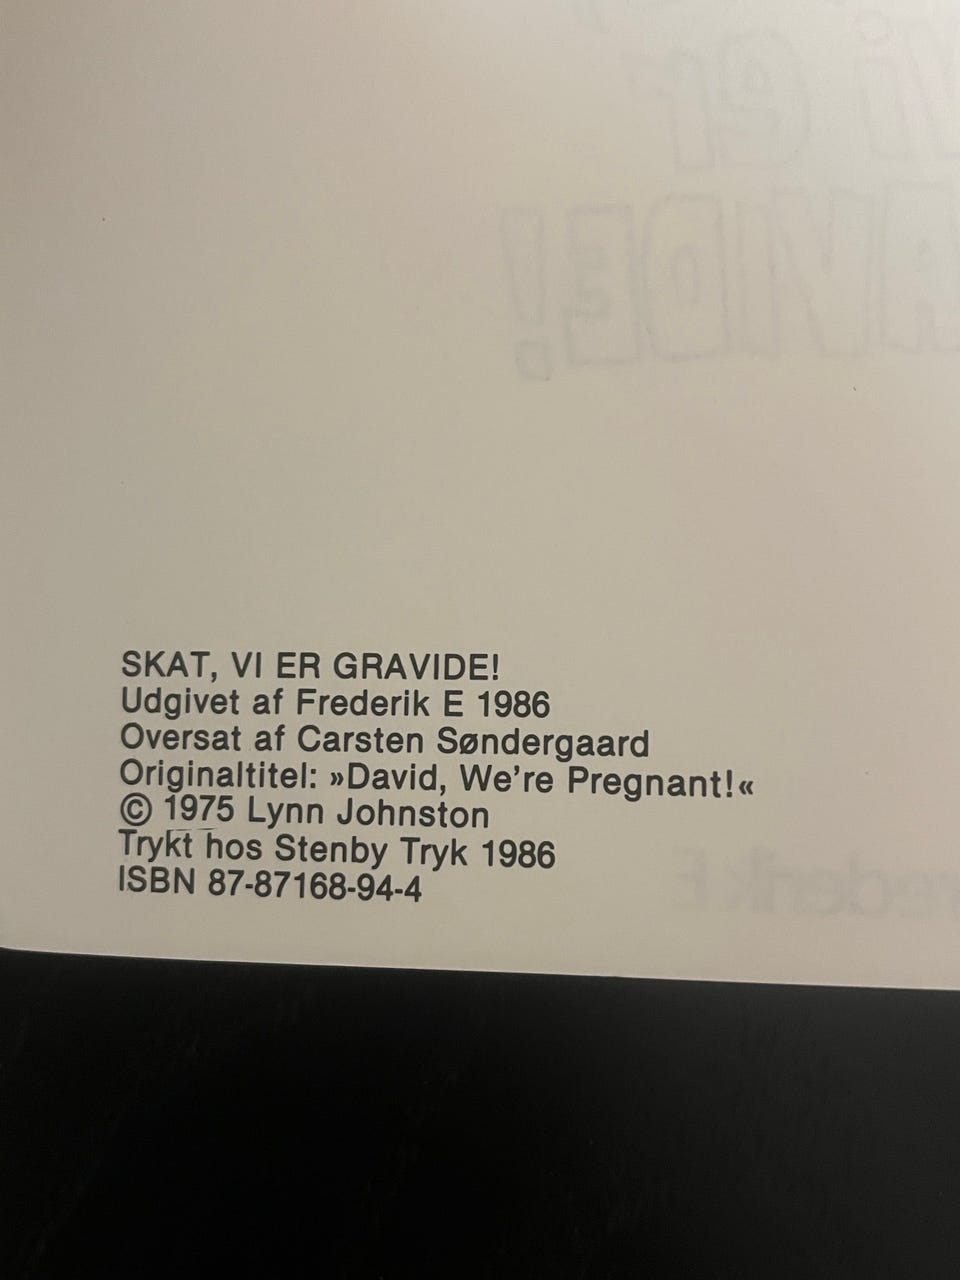 SKAT, VI ER GRAVIDE!
Udgivet af Frederik E 1986
Oversat af Carsten Søndergaard
Originaltitel: »David, We're Pregnant!«
© 1975 Lynn Johnston
Trykt hos Stenby Tryk 1986
ISBN 87-87168-94-4